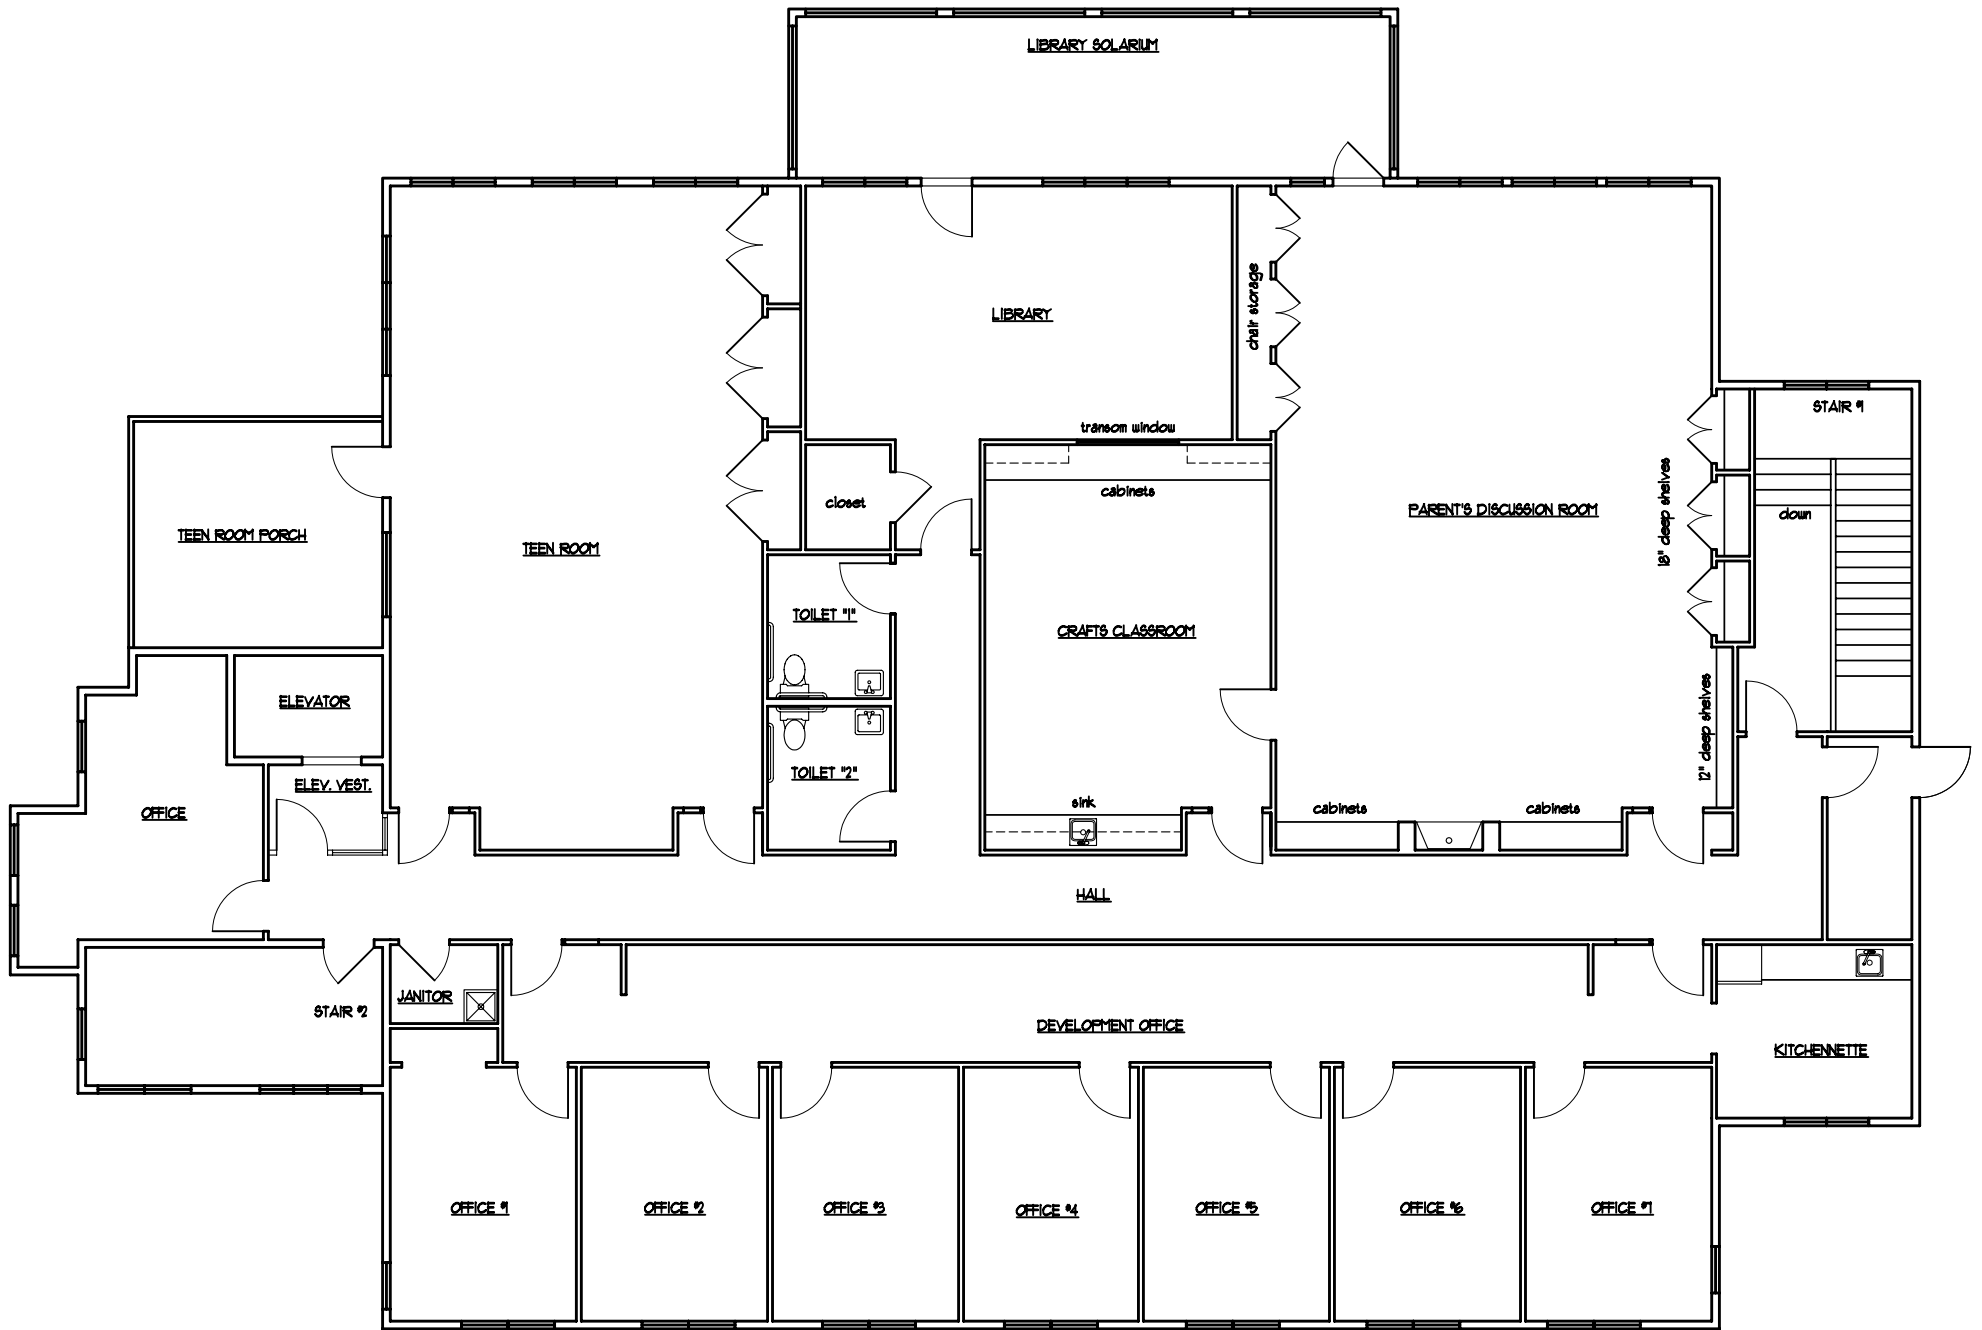 LIBRARY SOLARIUM
chair storage
LIBRARY
STAIR #1
transom window
cabinets
closet
18" deep shelves
PARENT'S DISCUSSION ROOM
down
TEEN ROOM PORCH
TEEN ROOM
TOILET "1"
CRAFTS CLASSROOM
ELEVATOR
12" deep shelves
TOILET "2"
ELEV. VEST.
sink
cabinets
cabinets
OFFICE
HALL
JANITOR
STAIR #2
DEVELOPMENT OFFICE
KITCHENNETTE
OFFICE #1
OFFICE #2
OFFICE #3
OFFICE #4
OFFICE #5
OFFICE #6
OFFICE #7